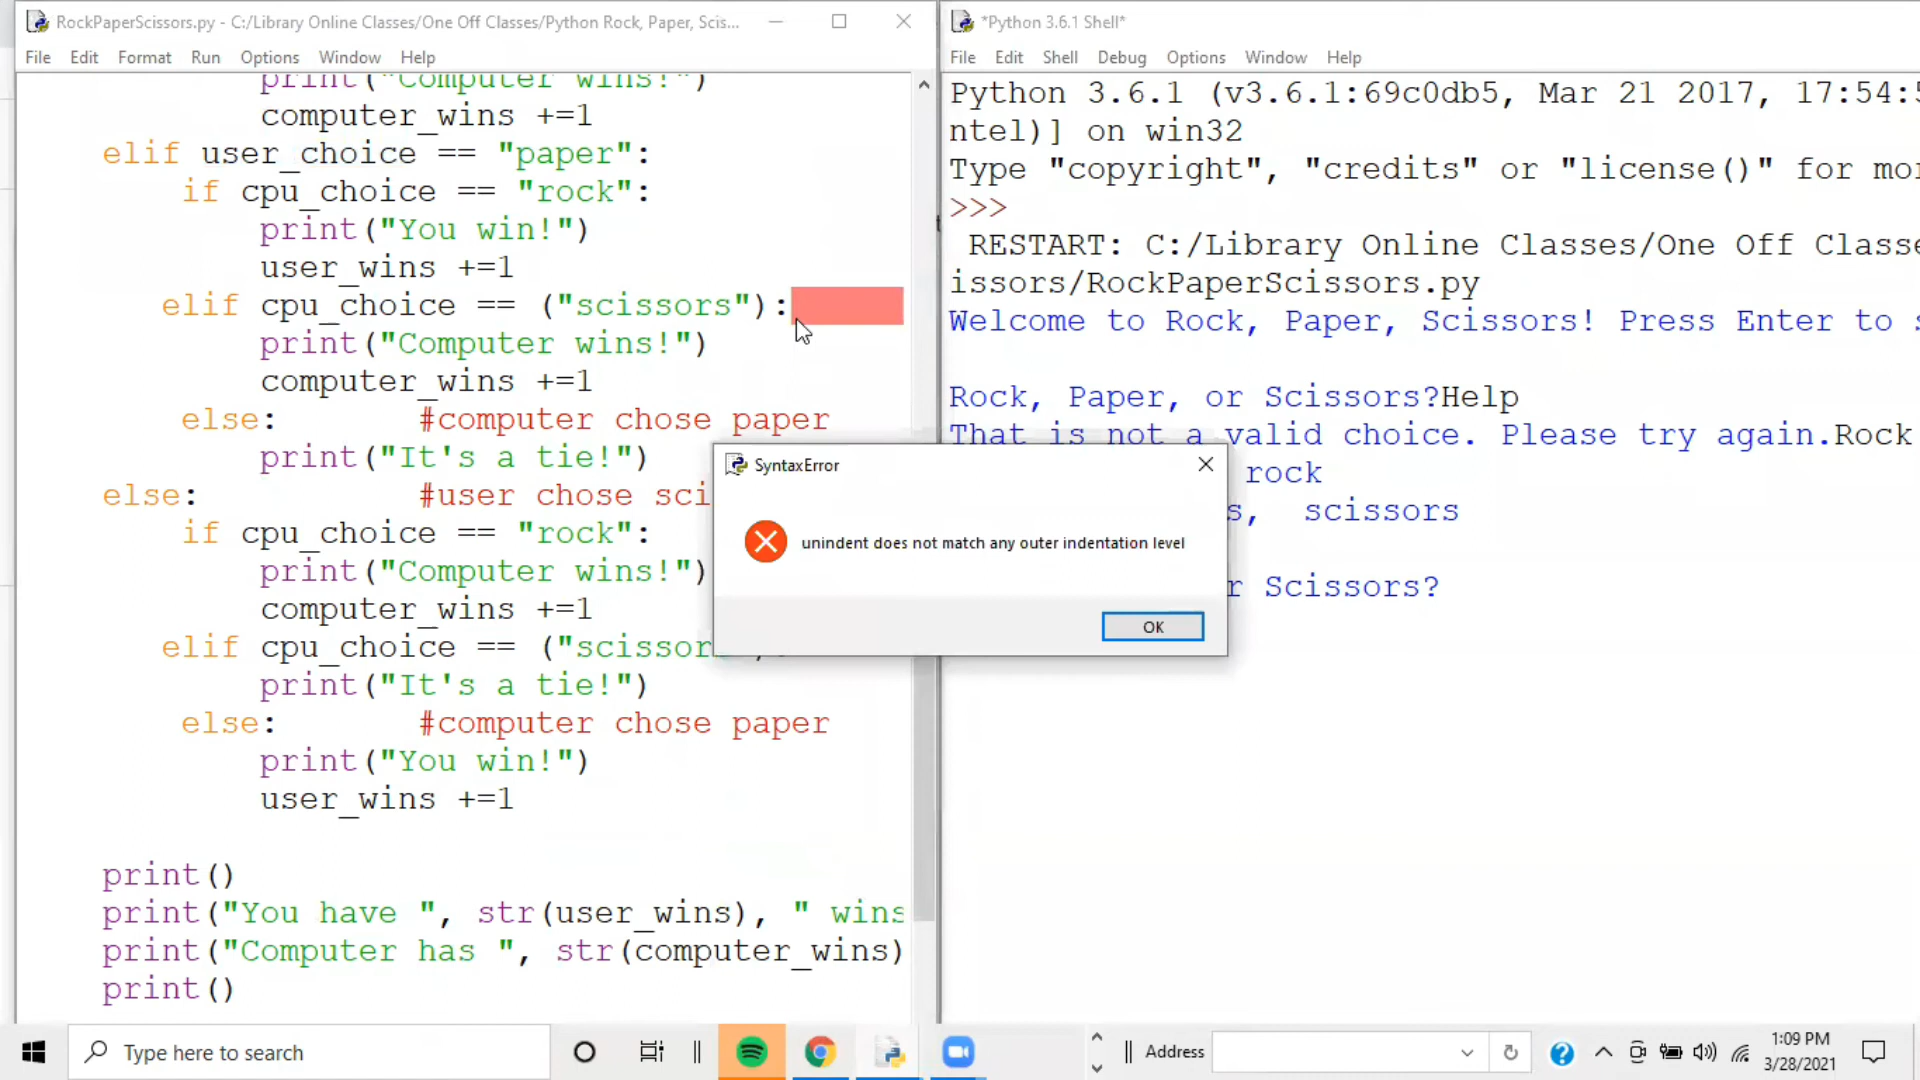 RockPaperScissors.py - C:/Library Online Classes/One Off Classes/Python Rock, Paper, Scis...
File Edit Format Run Options Window Help
print("Computer wins!")
computer_wins +=1
elif user_choice == "paper":
if cpu_choice == "rock":
print("You win!")
user_wins +=1
elif cpu_choice == ("scissors"):
print("Computer wins!")
computer_wins +=1
else: #computer chose paper
print("It's a tie!")
else: #user chose sci
if cpu_choice == "rock":
print("Computer wins!")
computer_wins +=1
elif cpu_choice == ("scissor
print("It's a tie!")
else: #computer chose paper
print("You win!")
user_wins +=1
print()
print("You have ", str(user_wins), " wins
print("Computer has ", str(computer_wins)
print()
*Python 3.6.1 Shell*
File Edit Shell Debug Options Window Help
Python 3.6.1 (v3.6.1:69c0db5, Mar 21 2017, 17:54:5
ntel)] on win32
Type "copyright", "credits" or "license()" for mor
>>>
RESTART: C:/Library Online Classes/One Off Classe
issors/RockPaperScissors.py
Welcome to Rock, Paper, Scissors! Press Enter to s
Rock, Paper, or Scissors?Help
That is not a valid choice. Please try again.Rock
rock
s, scissors
r Scissors?
SyntaxError
unindent does not match any outer indentation level
OK
Type here to search
Address
1:09 PM
3/28/2021